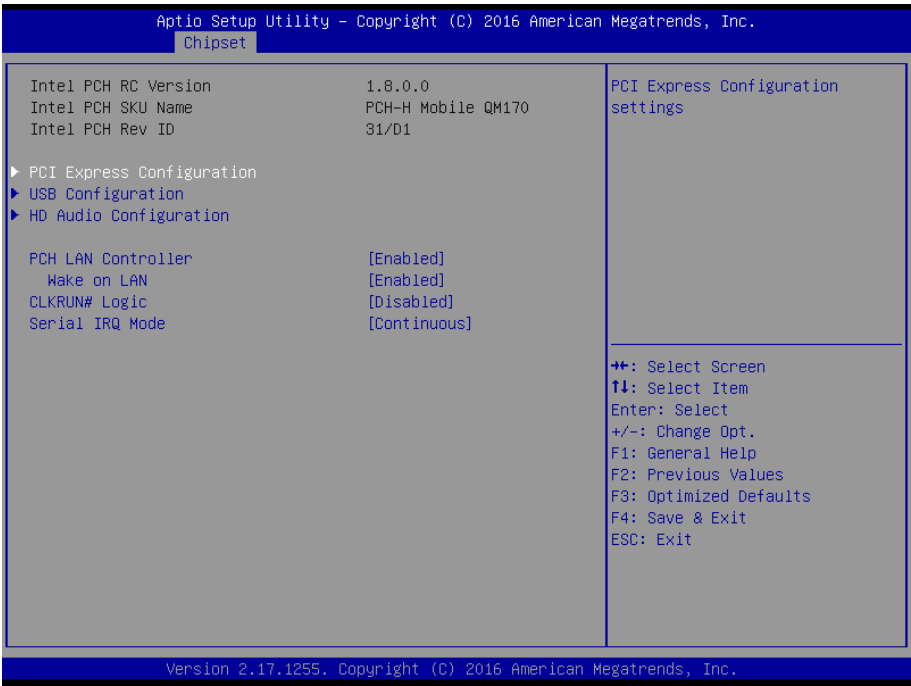 Aptio Setup Utility – Copyright (C) 2016 American Megatrends, Inc.
Chipset
Intel PCH RC Version 1.8.0.0
Intel PCH SKU Name PCH-H Mobile QM170
Intel PCH Rev ID 31/D1
▶ PCI Express Configuration
▶ USB Configuration
▶ HD Audio Configuration
PCH LAN Controller [Enabled]
Wake on LAN [Enabled]
CLKRUN# Logic [Disabled]
Serial IRQ Mode [Continuous]
PCI Express Configuration
settings
→←: Select Screen
↑↓: Select Item
Enter: Select
+/-: Change Opt.
F1: General Help
F2: Previous Values
F3: Optimized Defaults
F4: Save & Exit
ESC: Exit
Version 2.17.1255. Copyright (C) 2016 American Megatrends, Inc.